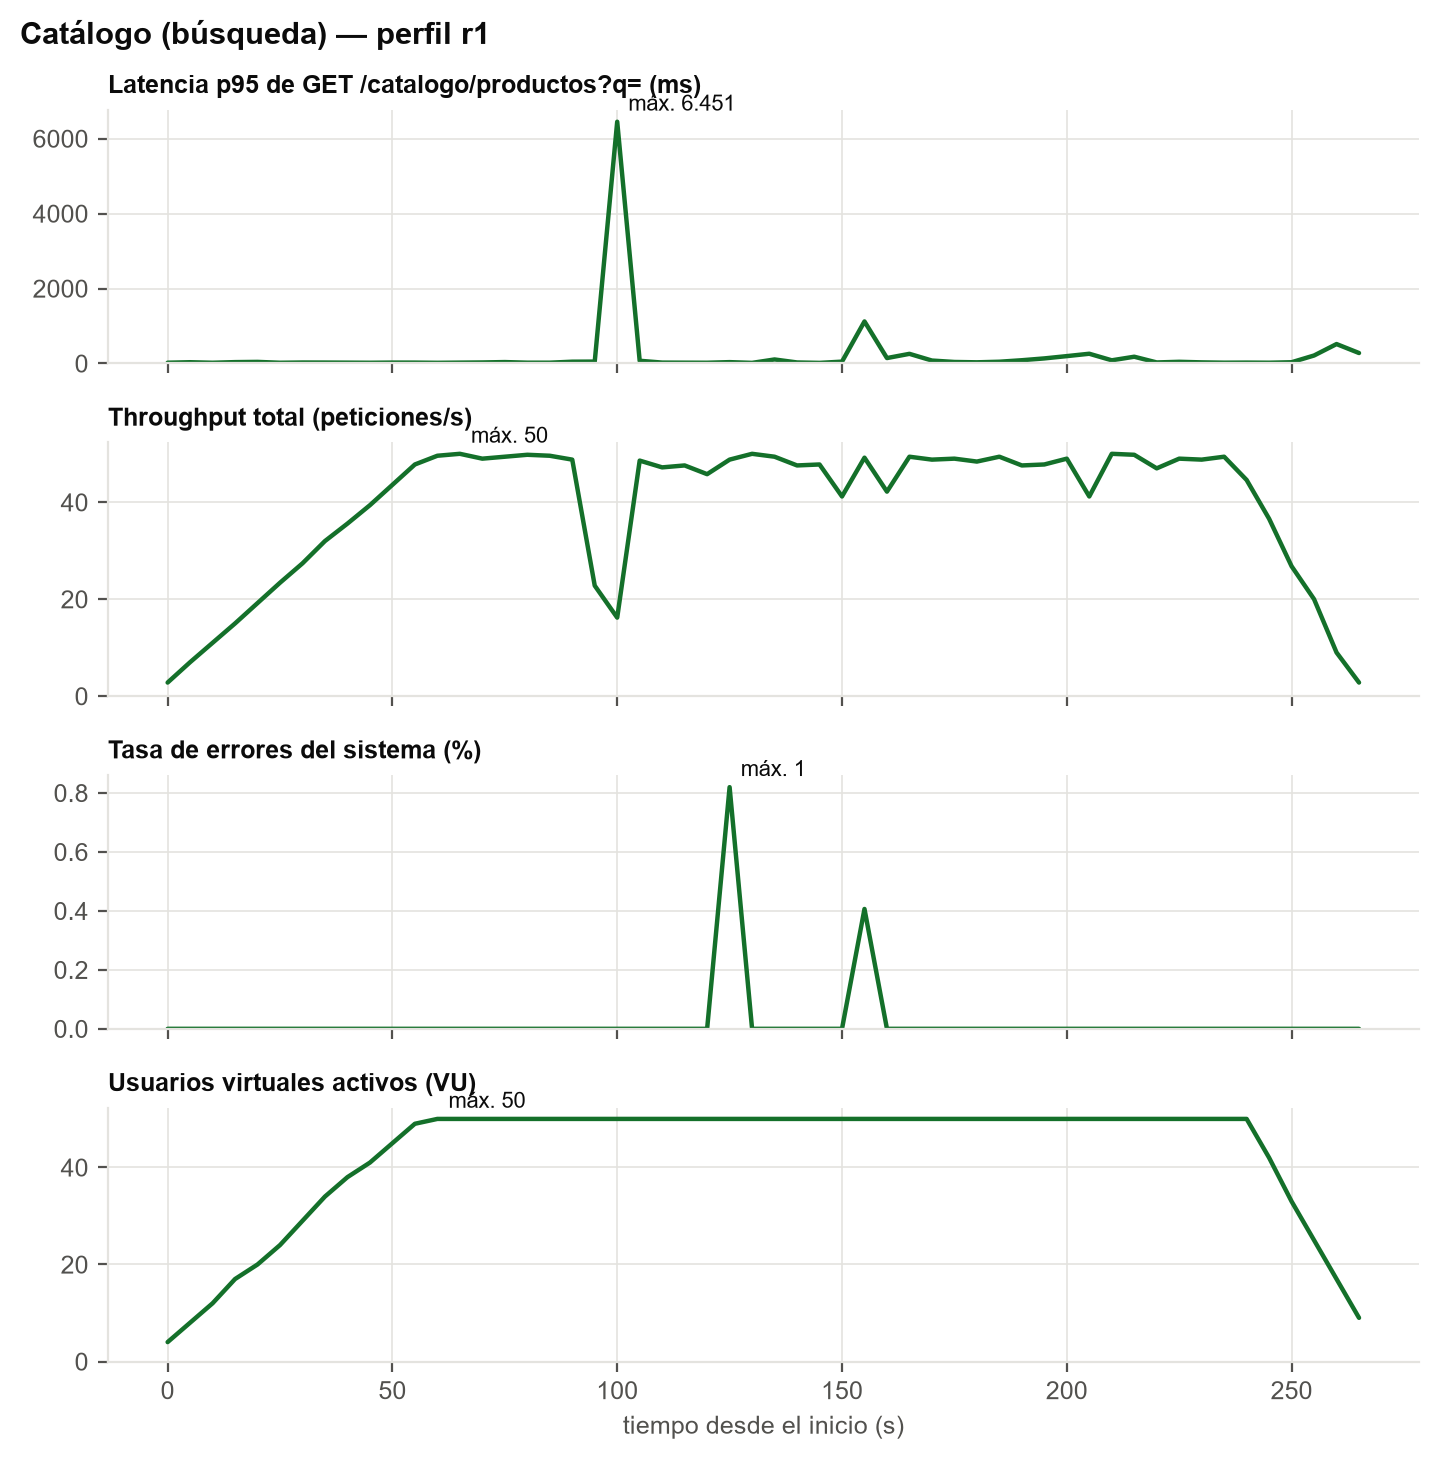 Catálogo (búsqueda) — perfil r1
Latencia p95 de GET /catalogo/productos?q= (ms)
máx. 6.451
6000
4000
2000
0
Throughput total (peticiones/s)
máx. 50
40
20
0
Tasa de errores del sistema (%)
máx. 1
0.8
0.6
0.4
0.2
0.0
Usuarios virtuales activos (VU)
máx. 50
40
20
0
0 50 100 150 200 250
tiempo desde el inicio (s)